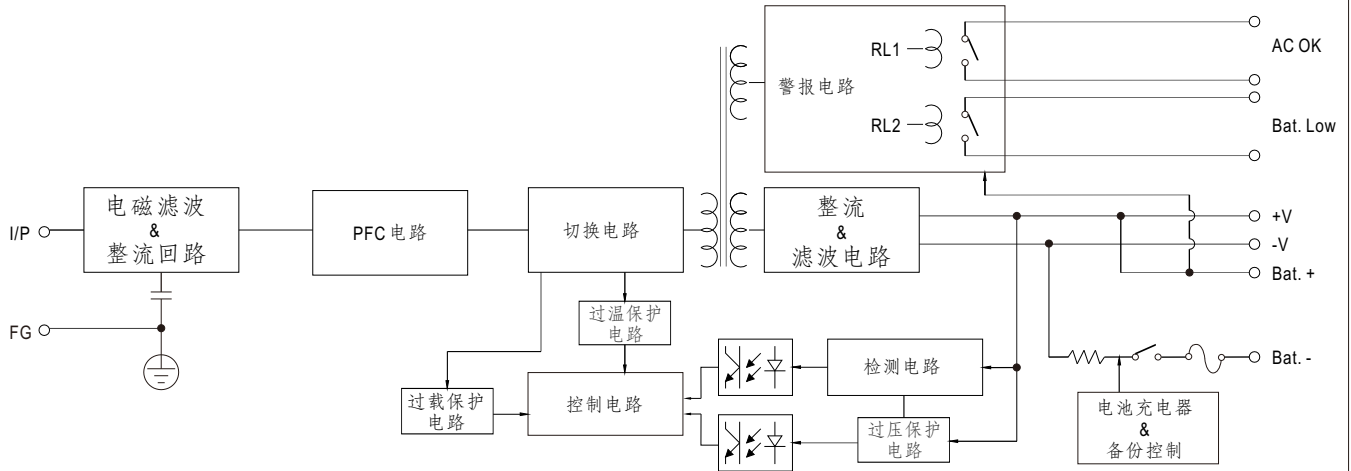 RL1
AC OK
警报电路
RL2
Bat. Low
电磁滤波
&
整流回路
I/P
PFC电路
切换电路
整流
&
滤波电路
+V
-V
Bat. +
过温保护
电路
FG
Bat. -
检测电路
控制电路
过载保护
电路
过压保护
电路
电池充电器
&
备份控制